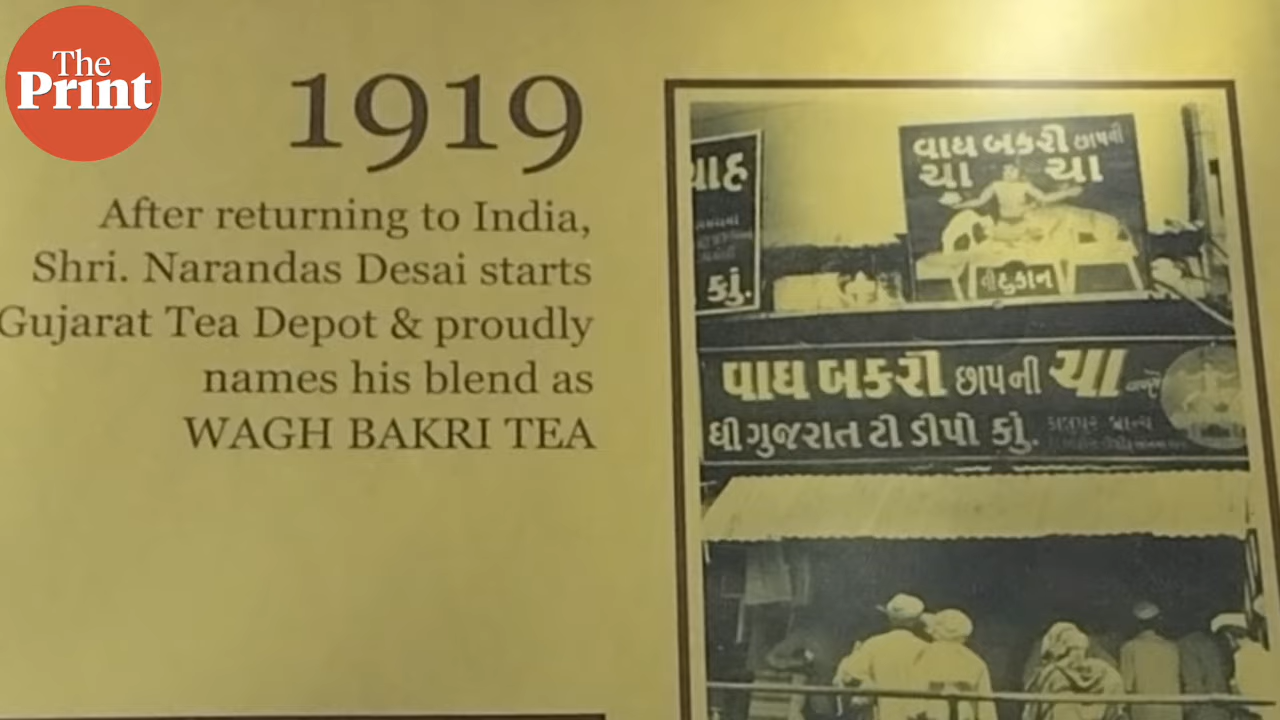 The
Print
1919
After returning to India,
Shri. Narandas Desai starts
Gujarat Tea Depot & proudly
names his blend as
WAGH BAKRI TEA
વાઘ બકરી છાપની
ચા ચા
ની દુકાન
કું.
વાઘ બકરી છાપની ચા
ધી ગુજરાત ટી ડીપો કું.